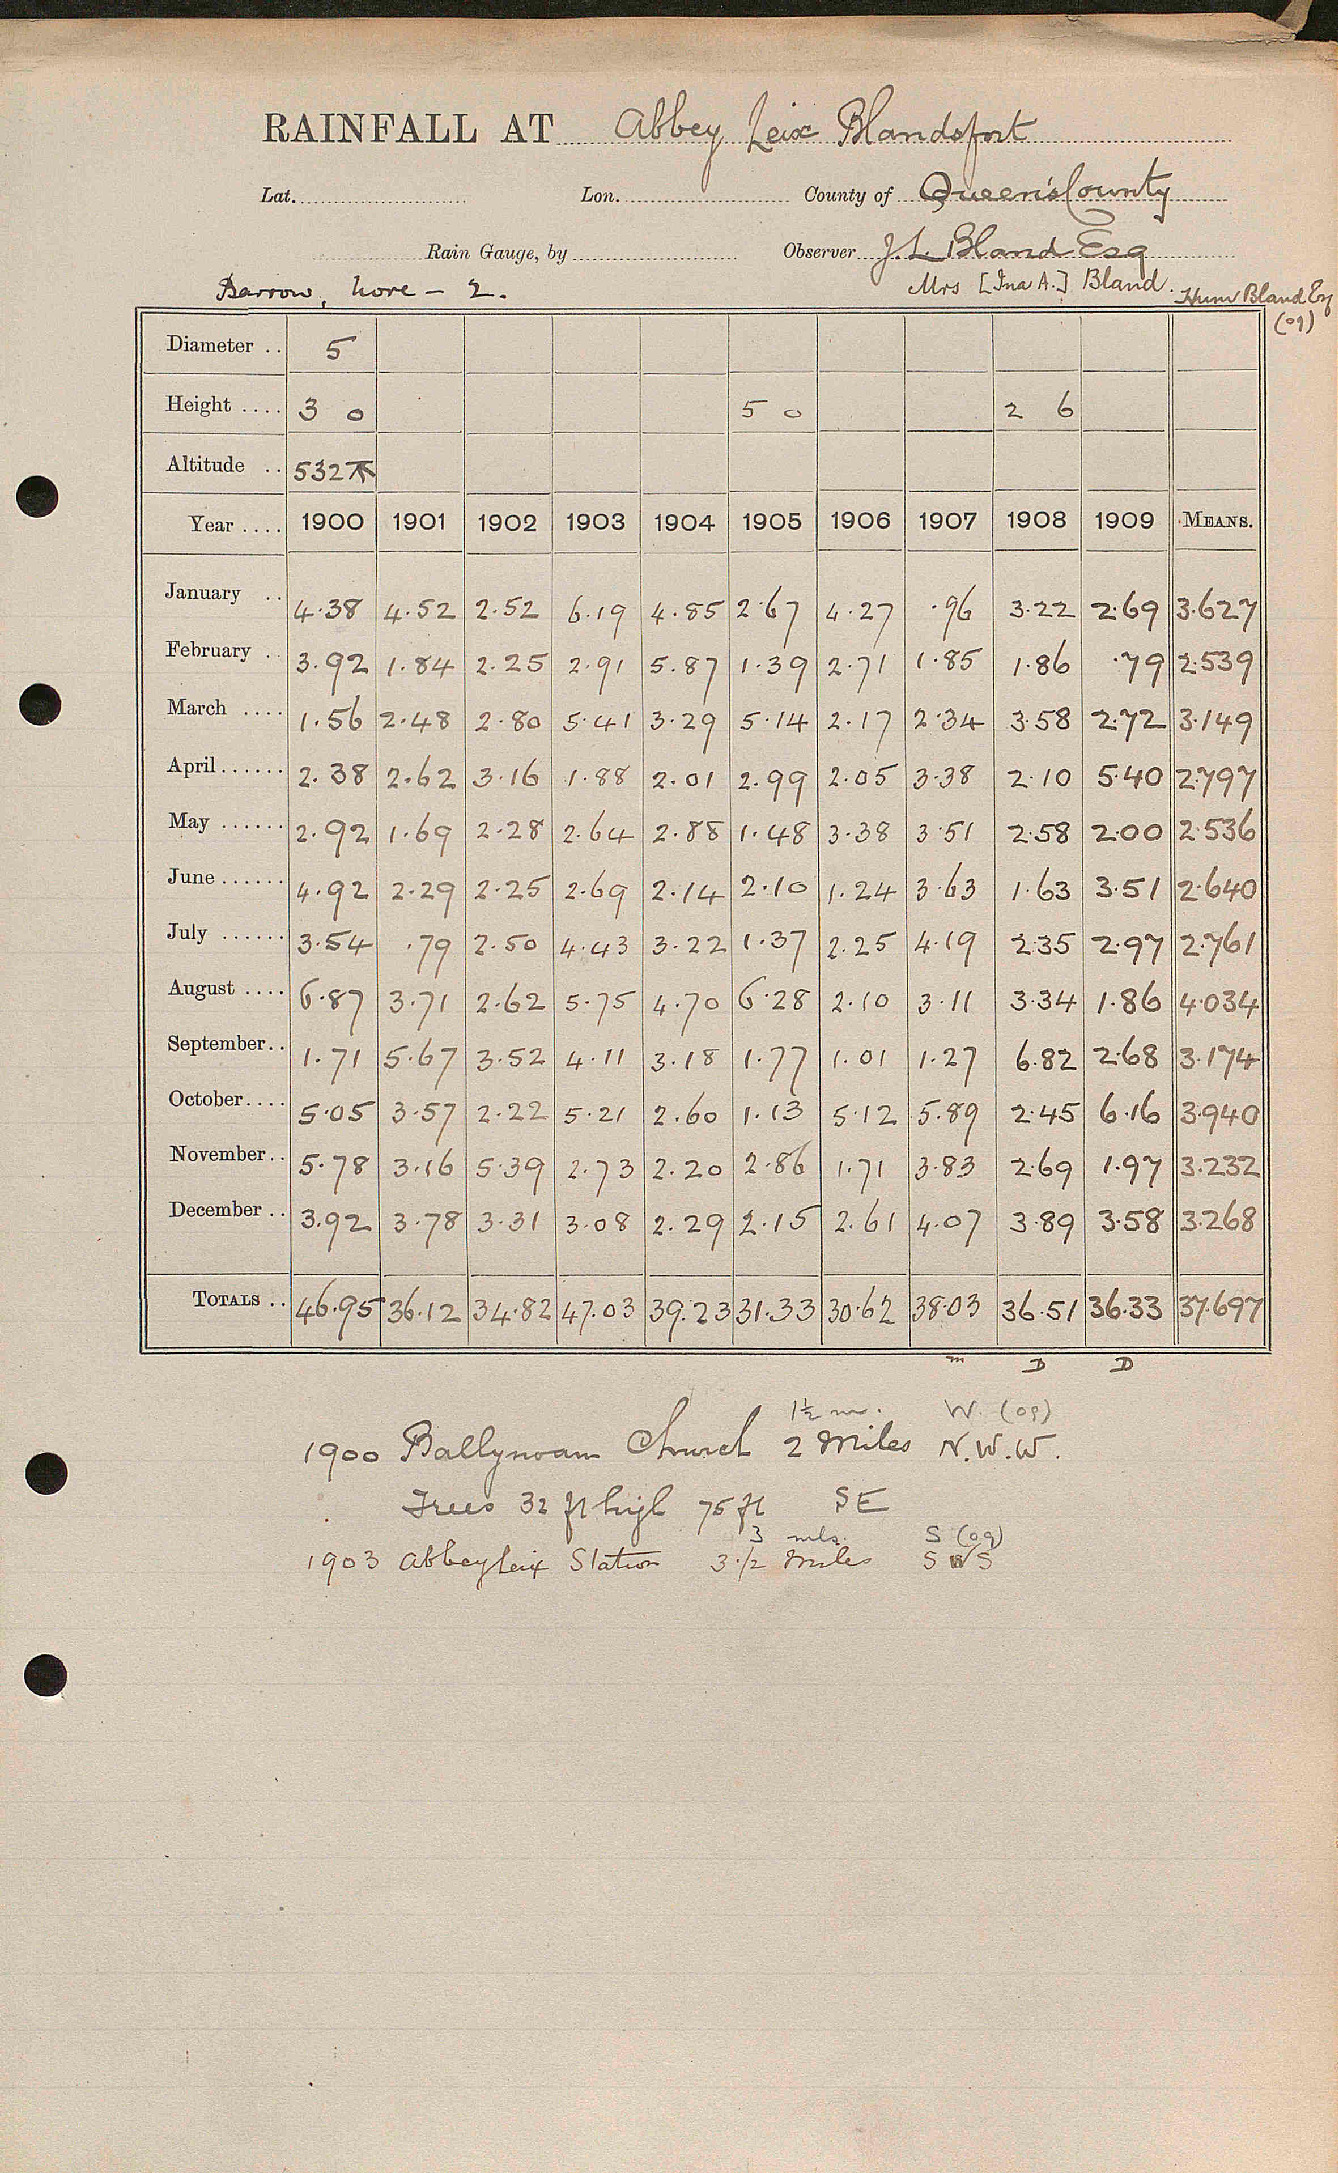 RAINFALL AT Abbey Leix Blandsfort
Lat. Lon. County of Queen's County
Rain Gauge, by Observer J. L. Bland Esq
Barrow, Nore - 2. Mrs [Ina A.] Bland. Hum Bland Esq
(09)
Diameter .. 5
Height .... 3 0 5 0 2 6
Altitude .. 532
Year .... 1900 1901 1902 1903 1904 1905 1906 1907 1908 1909 MEANS.
January .. 4.38 4.52 2.52 6.19 4.85 2.67 4.27 .96 3.22 2.69 3.627
February .. 3.92 1.84 2.25 2.91 5.87 1.39 2.71 1.85 1.86 .79 2.539
March .... 1.56 2.48 2.80 5.41 3.29 5.14 2.17 2.34 3.58 2.72 3.149
April...... 2.38 2.62 3.16 1.88 2.01 2.99 2.05 3.38 2.10 5.40 2.797
May ...... 2.92 1.69 2.28 2.64 2.88 1.48 3.38 3.51 2.58 2.00 2.536
June...... 4.92 2.29 2.25 2.69 2.14 2.10 1.24 3.63 1.63 3.51 2.640
July ...... 3.54 .79 2.50 4.43 3.22 1.37 2.25 4.19 2.35 2.97 2.761
August .... 6.87 3.71 2.62 5.75 4.70 6.28 2.10 3.11 3.34 1.86 4.034
September.. 1.71 5.67 3.52 4.11 3.18 1.77 1.01 1.27 6.82 2.68 3.174
October.... 5.05 3.57 2.22 5.21 2.60 1.13 5.12 5.89 2.45 6.16 3.940
November.. 5.78 3.16 5.39 2.73 2.20 2.86 1.71 3.83 2.69 1.97 3.232
December .. 3.92 3.78 3.31 3.08 2.29 2.15 2.61 4.07 3.89 3.58 3.268
TOTALS .. 46.95 36.12 34.82 47.03 39.23 31.33 30.62 38.03 36.51 36.33 37.697
m D D
1½ m. W. (09)
1900 Ballynoam Church 2 Miles N.W.W.
Trees 32 ft high 75 ft SE
3 mls. S (09)
1903 Abbeyleix Station 3 1/2 Miles S W S